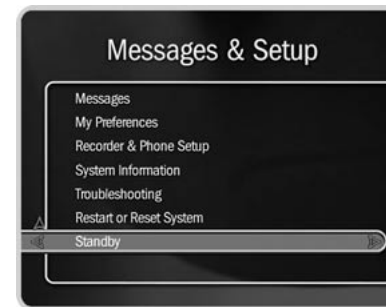 Messages & Setup
Messages
My Preferences
Recorder & Phone Setup
System Information
Troubleshooting
Restart or Reset System
Standby